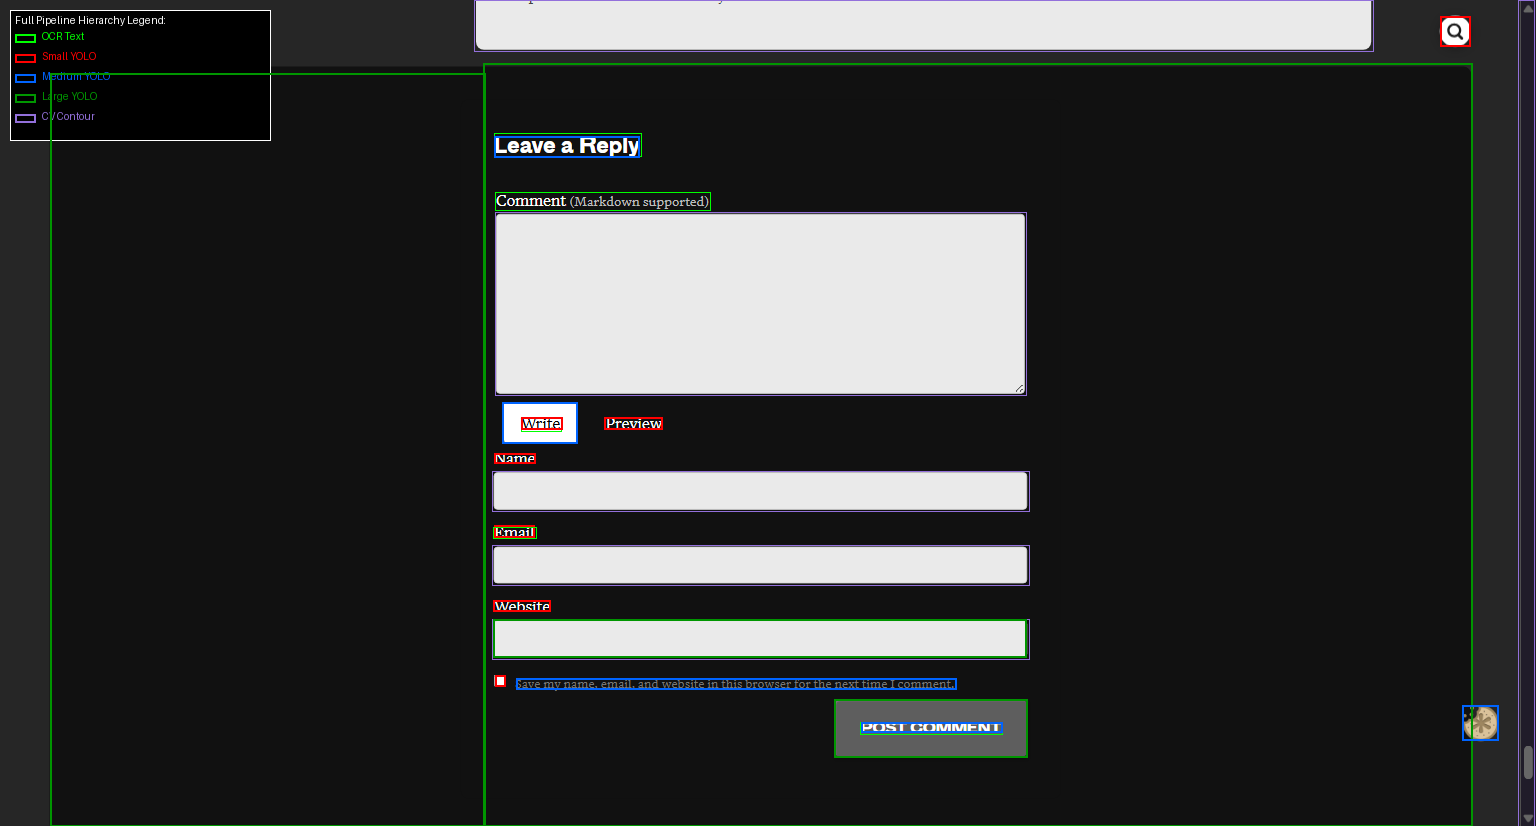 Full Pipeline Hierarchy Legend:
OCR Text
Small YOLO
Medium YOLO
Large YOLO
CV Contour
Leave a Reply
Comment (Markdown supported)
Write Preview
Name
Email
Website
Save my name, email, and website in this browser for the next time I comment.
POST COMMENT